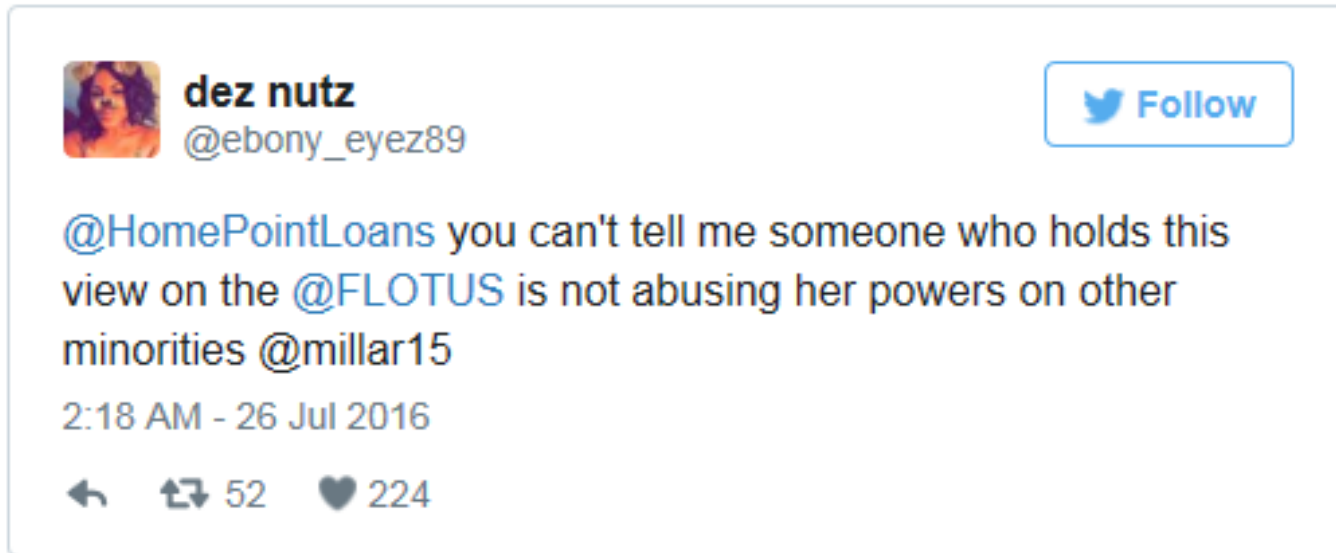 dez nutz
@ebony_eyez89
Follow
@HomePointLoans you can't tell me someone who holds this
view on the @FLOTUS is not abusing her powers on other
minorities @millar15
2:18 AM - 26 Jul 2016
52 224